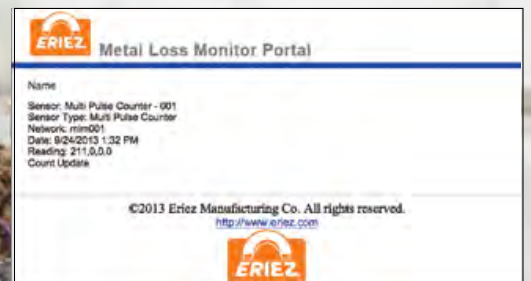 ERIEZ
Metal Loss Monitor Portal
Name
Sensor: Multi Pulse Counter - 001
Sensor Type: Multi Pulse Counter
Network: mlm001
Date: 9/24/2013 1:32 PM
Reading: 211,0,0,0
Count Update
©2013 Eriez Manufacturing Co. All rights reserved.
http://www.eriez.com
ERIEZ